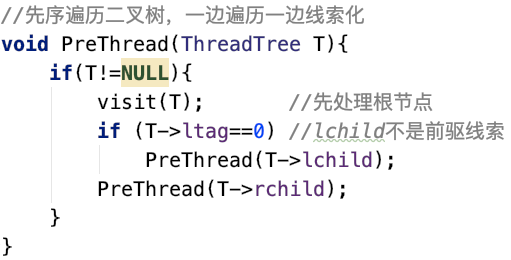 //先序遍历二叉树，一边遍历一边线索化
void PreThread(ThreadTree T){
    if(T!=NULL){
        visit(T);       //先处理根节点
        if (T->ltag==0) //lchild不是前驱线索
            PreThread(T->lchild);
        PreThread(T->rchild);
    }
}